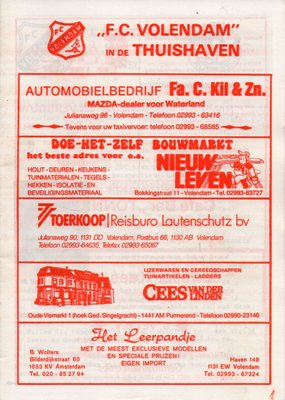 VOLENDAM
„F.C. VOLENDAM”
IN DE THUISHAVEN
AUTOMOBIELBEDRIJF Fa. C. Kil & Zn.
MAZDA-dealer voor Waterland
Julianaweg 96 - Volendam - Telefoon 02993 - 63416
Tevens voor uw taxivervoer: telefoon 02993 - 68585
DOE-HET-ZELF BOUWMARKT
het beste adres voor o.a.
HOUT - DEUREN - KEUKENS -
TUINMATERIALEN - TEGELS -
HEKKEN - ISOLATIE - EN
BEVEILIGINGSMATERIAAL
NIEUW
LEVEN
Bokkingstraat 11 - Volendam - Tel. 02993-63727
TOERKOOP Reisburo Lautenschutz bv
Julianaweg 90, 1131 DD Volendam, Postbus 66, 1130 AB Volendam
Telefoon 02993-64635, Telefax 02993-65067
IJZERWAREN EN GEREEDSCHAPPEN
TUINARTIKELEN - LADDERS
CEES VAN DER LINDEN
Oude Vismarkt 1 (hoek Ged. Singelgracht) - 1441 AM Purmerend - Telefoon 02990-23146
Het Leerpandje
MET DE MEEST EXCLUSIEVE MODELLEN
EN SPECIALE PRIJZEN!
EIGEN IMPORT
B. Wolters
Bilderdijkstraat 60
1053 KV Amsterdam
Tel. 020 - 85 27 94
Haven 148
1131 EW Volendam
Tel. 02993 - 67324